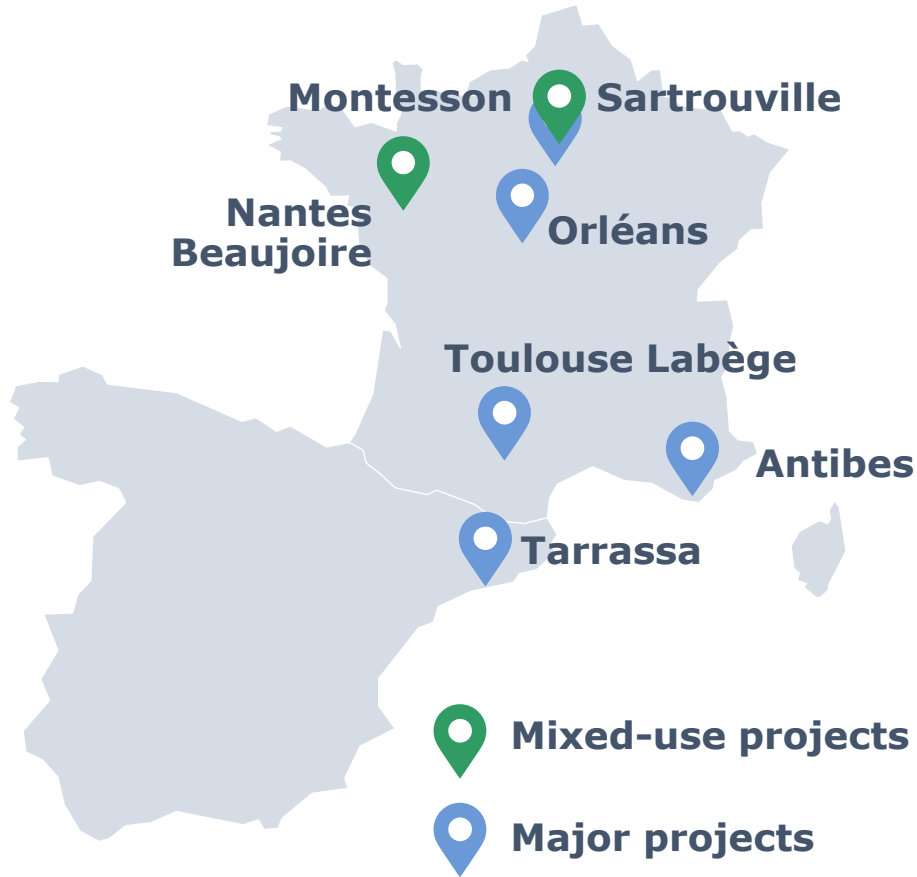 Montesson
Sartrouville
Nantes
Beaujoire
Orléans
Toulouse Labège
Antibes
Tarrassa
Mixed-use projects
Major projects